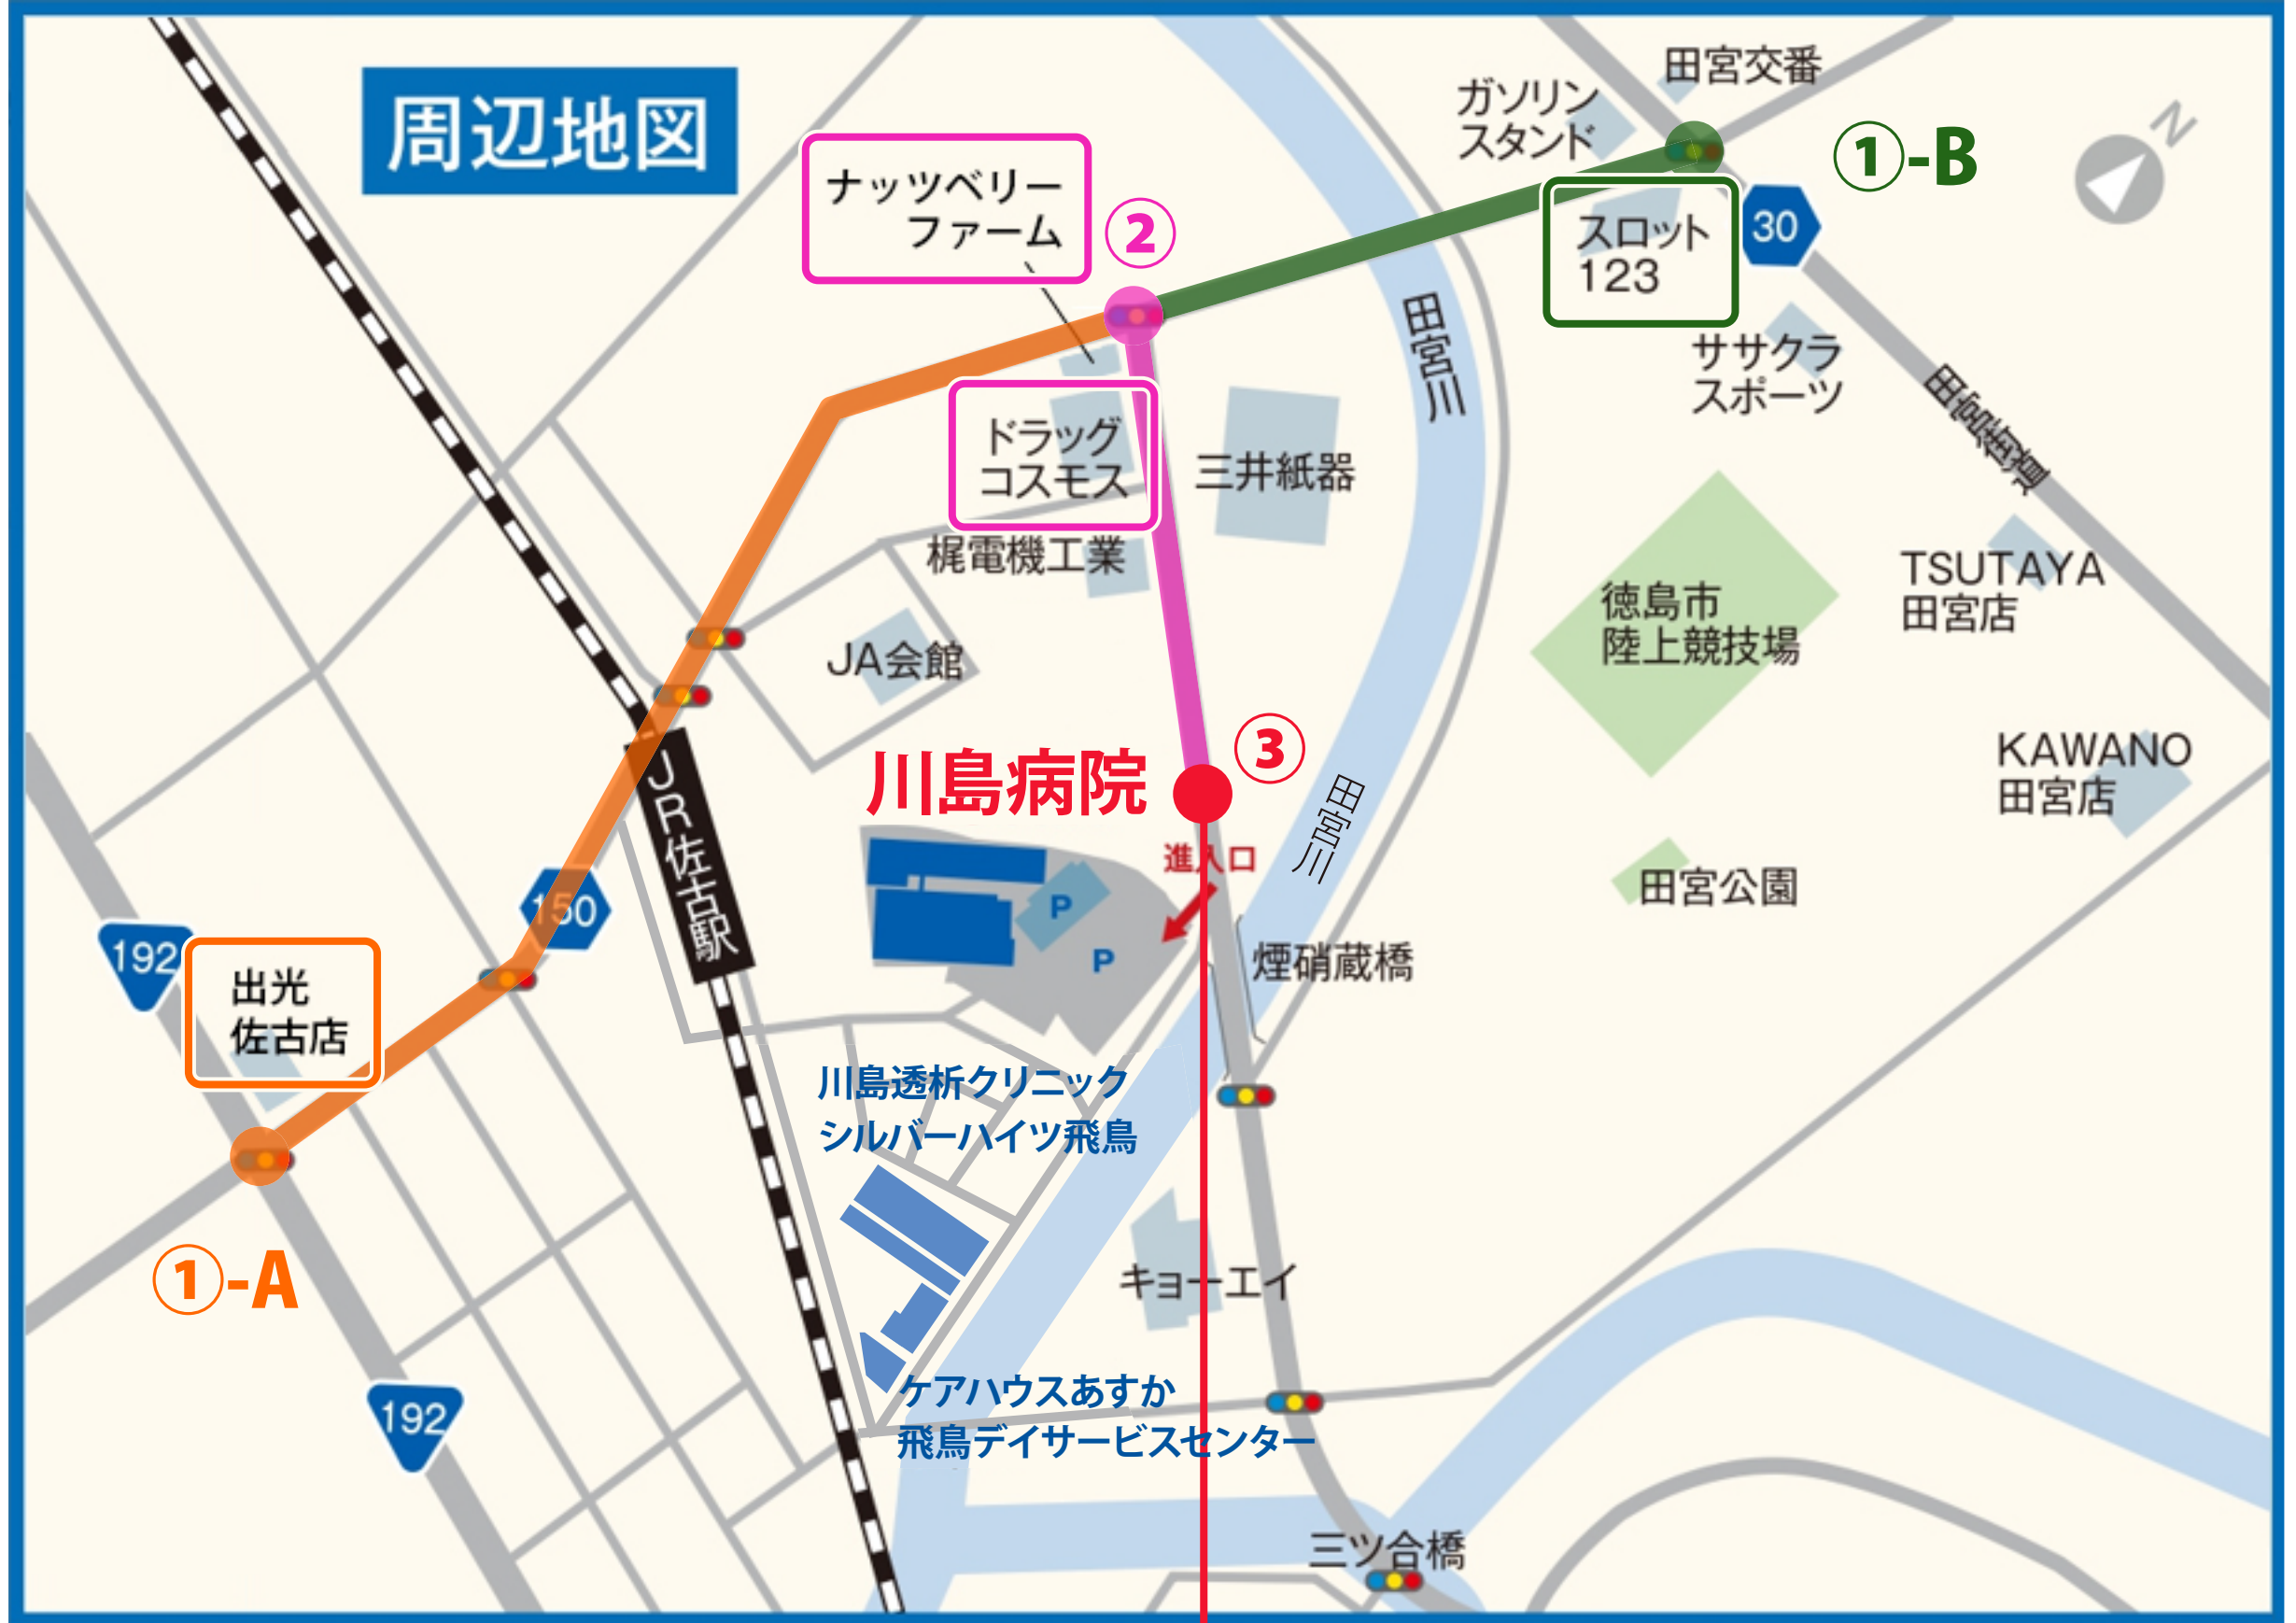 周辺地図
田宮交番
ガソリン
スタンド
①-B
N
ナッツベリー
ファーム
②
スロット
123
30
田宮川
ササクラ
スポーツ
田宮街道
ドラッグ
コスモス
三井紙器
梶電機工業
TSUTAYA
田宮店
徳島市
陸上競技場
JA会館
川島病院
③
KAWANO
田宮店
JR佐古駅
田宮川
進入口
P
P
田宮公園
150
192
出光
佐古店
煙硝蔵橋
川島透析クリニック
シルバーハイツ飛鳥
①-A
キョーエイ
192
ケアハウスあすか
飛鳥デイサービスセンター
三ツ合橋